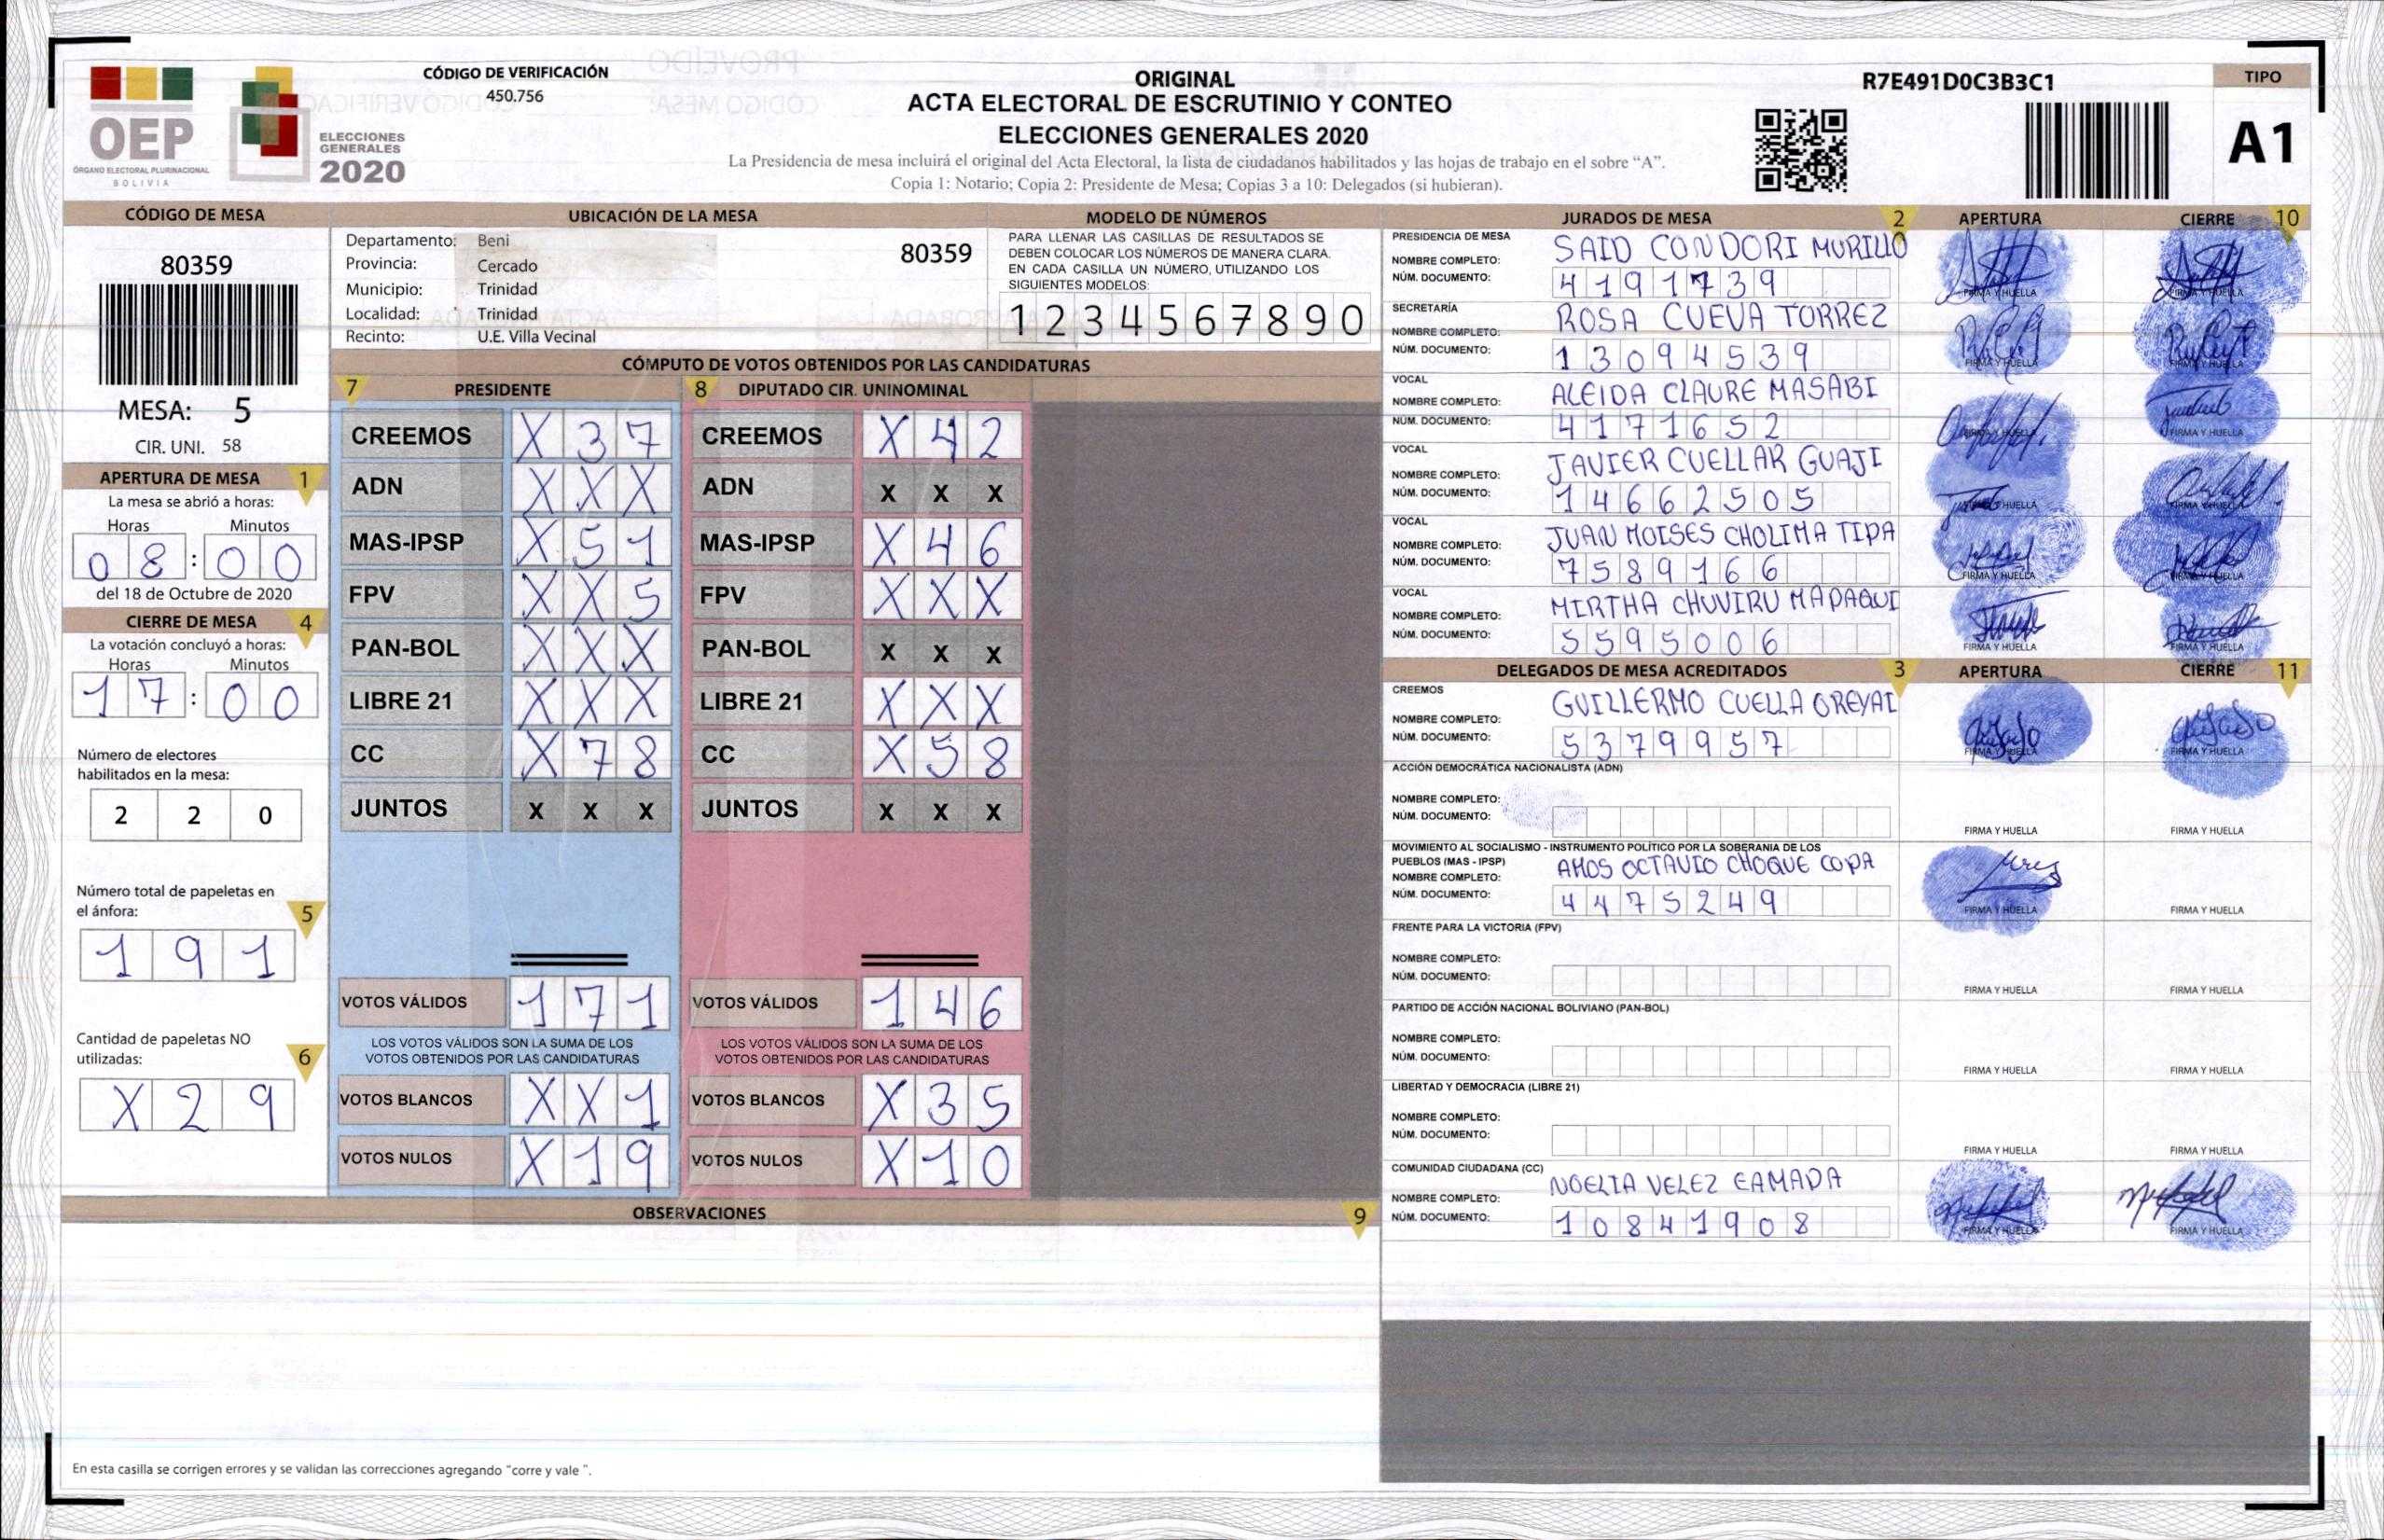 CÓDIGO DE VERIFICACIÓN
450.756
OEP
ÓRGANO ELECTORAL PLURINACIONAL
BOLIVIA
ELECCIONES
GENERALES
2020
ORIGINAL
ACTA ELECTORAL DE ESCRUTINIO Y CONTEO
ELECCIONES GENERALES 2020
La Presidencia de mesa incluirá el original del Acta Electoral, la lista de ciudadanos habilitados y las hojas de trabajo en el sobre “A”.
Copia 1: Notario; Copia 2: Presidente de Mesa; Copias 3 a 10: Delegados (si hubieran).
R7E491D0C3B3C1
TIPO
A1
CÓDIGO DE MESA
80359
MESA: 5
CIR. UNI. 58
APERTURA DE MESA 1
La mesa se abrió a horas:
Horas Minutos
08:00
del 18 de Octubre de 2020
CIERRE DE MESA 4
La votación concluyó a horas:
Horas Minutos
17:00
Número de electores
habilitados en la mesa:
2 2 0
Número total de papeletas en
el ánfora: 5
1 9 1
Cantidad de papeletas NO
utilizadas: 6
X 2 9
UBICACIÓN DE LA MESA
Departamento: Beni
80359
Provincia: Cercado
Municipio: Trinidad
Localidad: Trinidad
Recinto: U.E. Villa Vecinal
MODELO DE NÚMEROS
PARA LLENAR LAS CASILLAS DE RESULTADOS SE
DEBEN COLOCAR LOS NÚMEROS DE MANERA CLARA.
EN CADA CASILLA UN NÚMERO, UTILIZANDO LOS
SIGUIENTES MODELOS:
1 2 3 4 5 6 7 8 9 0
CÓMPUTO DE VOTOS OBTENIDOS POR LAS CANDIDATURAS
7 PRESIDENTE
CREEMOS X 3 7
ADN X X X
MAS-IPSP X 5 1
FPV X X 5
PAN-BOL X X X
LIBRE 21 X X X
CC X 7 8
JUNTOS X X X
VOTOS VÁLIDOS 1 7 1
LOS VOTOS VÁLIDOS SON LA SUMA DE LOS
VOTOS OBTENIDOS POR LAS CANDIDATURAS
VOTOS BLANCOS X X 1
VOTOS NULOS X 1 9
8 DIPUTADO CIR. UNINOMINAL
CREEMOS X 4 2
ADN X X X
MAS-IPSP X 4 6
FPV X X X
PAN-BOL X X X
LIBRE 21 X X X
CC X 5 8
JUNTOS X X X
VOTOS VÁLIDOS 1 4 6
LOS VOTOS VÁLIDOS SON LA SUMA DE LOS
VOTOS OBTENIDOS POR LAS CANDIDATURAS
VOTOS BLANCOS X 3 5
VOTOS NULOS X 1 0
OBSERVACIONES 9
En esta casilla se corrigen errores y se validan las correcciones agregando “corre y vale ”.
JURADOS DE MESA 2 APERTURA CIERRE 10
PRESIDENCIA DE MESA
NOMBRE COMPLETO: SAID CONDORI MURILLO
NÚM. DOCUMENTO: 4191739
FIRMA Y HUELLA FIRMA Y HUELLA
SECRETARÍA
NOMBRE COMPLETO: ROSA CUEVA TORREZ
NÚM. DOCUMENTO: 13094539
FIRMA Y HUELLA FIRMA Y HUELLA
VOCAL
NOMBRE COMPLETO: ALEIDA CLAURE MASABI
NÚM. DOCUMENTO: 4171652
FIRMA Y HUELLA FIRMA Y HUELLA
VOCAL
NOMBRE COMPLETO: JAVIER CUELLAR GUAJI
NÚM. DOCUMENTO: 14662505
FIRMA Y HUELLA FIRMA Y HUELLA
VOCAL
NOMBRE COMPLETO: JUAN MOISES CHOLIMA TIPA
NÚM. DOCUMENTO: 7589166
FIRMA Y HUELLA FIRMA Y HUELLA
VOCAL
NOMBRE COMPLETO: MIRTHA CHUVIRU MAPAQUI
NÚM. DOCUMENTO: 5595006
FIRMA Y HUELLA FIRMA Y HUELLA
DELEGADOS DE MESA ACREDITADOS 3 APERTURA CIERRE 11
CREEMOS
NOMBRE COMPLETO: GUILLERMO CUELLA OREYAI
NÚM. DOCUMENTO: 5379957
FIRMA Y HUELLA FIRMA Y HUELLA
ACCIÓN DEMOCRÁTICA NACIONALISTA (ADN)
NOMBRE COMPLETO:
NÚM. DOCUMENTO:
FIRMA Y HUELLA FIRMA Y HUELLA
MOVIMIENTO AL SOCIALISMO - INSTRUMENTO POLÍTICO POR LA SOBERANIA DE LOS
PUEBLOS (MAS - IPSP)
NOMBRE COMPLETO: AMOS OCTAVIO CHOQUE COPA
NÚM. DOCUMENTO: 4475249
FIRMA Y HUELLA FIRMA Y HUELLA
FRENTE PARA LA VICTORIA (FPV)
NOMBRE COMPLETO:
NÚM. DOCUMENTO:
FIRMA Y HUELLA FIRMA Y HUELLA
PARTIDO DE ACCIÓN NACIONAL BOLIVIANO (PAN-BOL)
NOMBRE COMPLETO:
NÚM. DOCUMENTO:
FIRMA Y HUELLA FIRMA Y HUELLA
LIBERTAD Y DEMOCRACIA (LIBRE 21)
NOMBRE COMPLETO:
NÚM. DOCUMENTO:
FIRMA Y HUELLA FIRMA Y HUELLA
COMUNIDAD CIUDADANA (CC)
NOMBRE COMPLETO: NOELIA VELEZ EAMADA
NÚM. DOCUMENTO: 10841908
FIRMA Y HUELLA FIRMA Y HUELLA